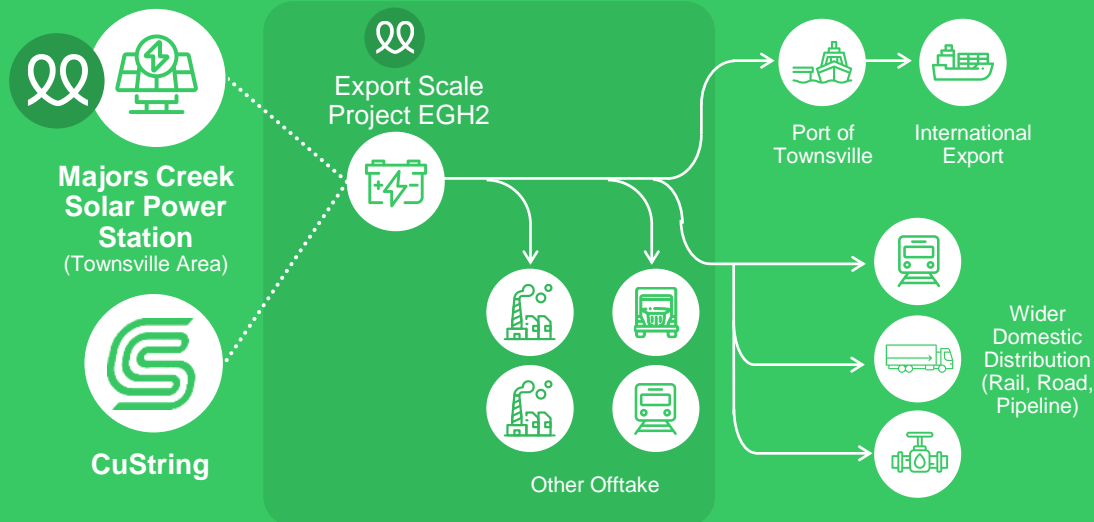 Export Scale
Project EGH2
Majors Creek
Solar Power
Station
(Townsville Area)
CuString
Port of
Townsville
International
Export
Other Offtake
Wider
Domestic
Distribution
(Rail, Road,
Pipeline)